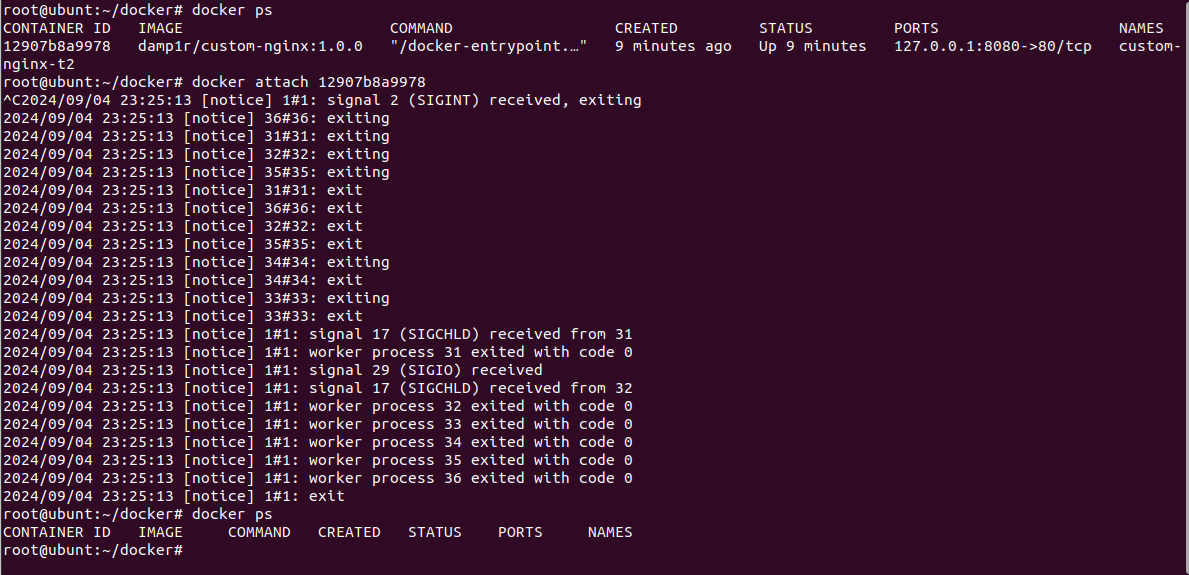 root@ubunt:~/docker# docker ps
CONTAINER ID   IMAGE                       COMMAND                  CREATED         STATUS         PORTS                    NAMES
12907b8a9978   damp1r/custom-nginx:1.0.0   "/docker-entrypoint.…"   9 minutes ago   Up 9 minutes   127.0.0.1:8080->80/tcp   custom-
nginx-t2
root@ubunt:~/docker# docker attach 12907b8a9978
^C2024/09/04 23:25:13 [notice] 1#1: signal 2 (SIGINT) received, exiting
2024/09/04 23:25:13 [notice] 36#36: exiting
2024/09/04 23:25:13 [notice] 31#31: exiting
2024/09/04 23:25:13 [notice] 32#32: exiting
2024/09/04 23:25:13 [notice] 35#35: exiting
2024/09/04 23:25:13 [notice] 31#31: exit
2024/09/04 23:25:13 [notice] 36#36: exit
2024/09/04 23:25:13 [notice] 32#32: exit
2024/09/04 23:25:13 [notice] 35#35: exit
2024/09/04 23:25:13 [notice] 34#34: exiting
2024/09/04 23:25:13 [notice] 34#34: exit
2024/09/04 23:25:13 [notice] 33#33: exiting
2024/09/04 23:25:13 [notice] 33#33: exit
2024/09/04 23:25:13 [notice] 1#1: signal 17 (SIGCHLD) received from 31
2024/09/04 23:25:13 [notice] 1#1: worker process 31 exited with code 0
2024/09/04 23:25:13 [notice] 1#1: signal 29 (SIGIO) received
2024/09/04 23:25:13 [notice] 1#1: signal 17 (SIGCHLD) received from 32
2024/09/04 23:25:13 [notice] 1#1: worker process 32 exited with code 0
2024/09/04 23:25:13 [notice] 1#1: worker process 33 exited with code 0
2024/09/04 23:25:13 [notice] 1#1: worker process 34 exited with code 0
2024/09/04 23:25:13 [notice] 1#1: worker process 35 exited with code 0
2024/09/04 23:25:13 [notice] 1#1: worker process 36 exited with code 0
2024/09/04 23:25:13 [notice] 1#1: exit
root@ubunt:~/docker# docker ps
CONTAINER ID   IMAGE     COMMAND   CREATED   STATUS    PORTS     NAMES
root@ubunt:~/docker#